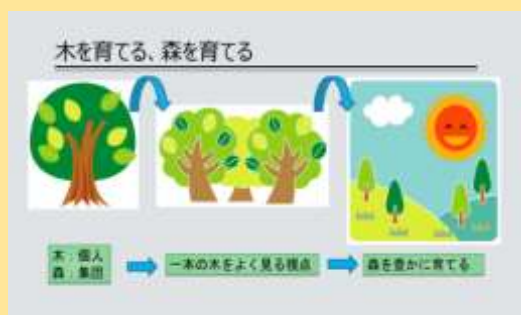 木を育てる、森を育てる
木：個人
森：集団
一本の木をよく見る視点
森を豊かに育てる